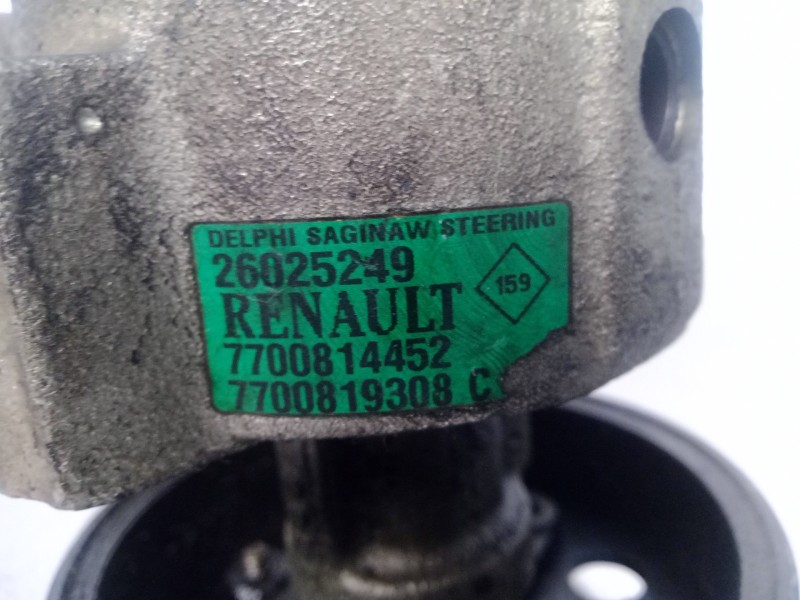 DELPHI SAGINAW STEERING
26025249
RENAULT
159
7700814452
7700819308 C